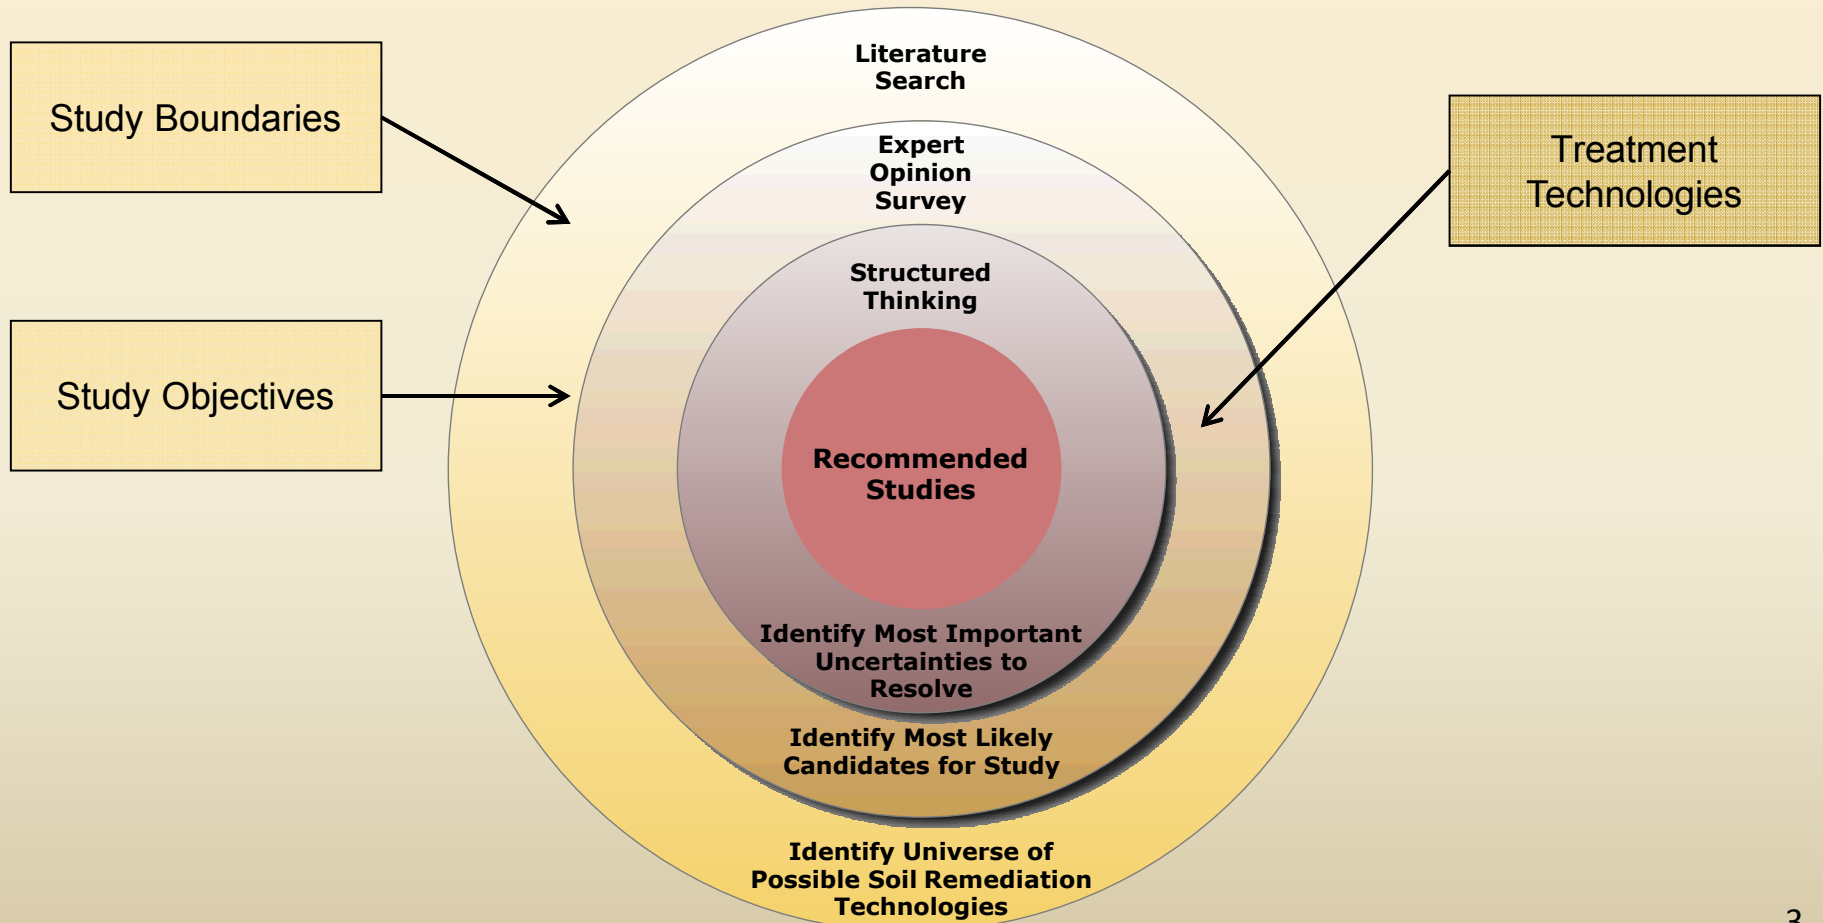 Literature
Search
Study Boundaries
Expert
Opinion
Survey
Treatment
Technologies
Structured
Thinking
Study Objectives
Recommended
Studies
Identify Most Important
Uncertainties to
Resolve
Identify Most Likely
Candidates for Study
Identify Universe of
Possible Soil Remediation
Technologies
3